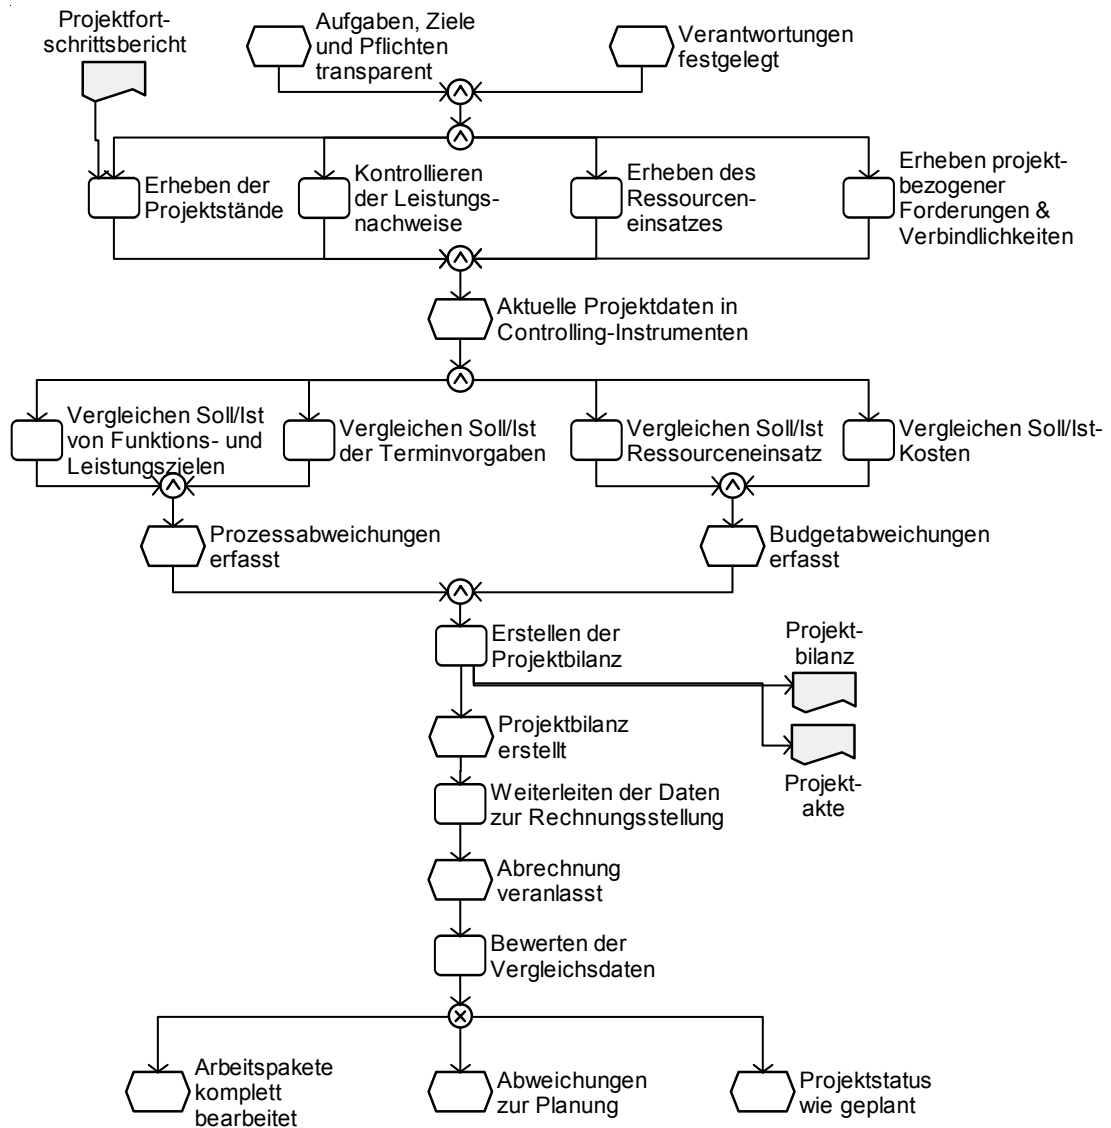 Projektfort-
schrittsbericht
Aufgaben, Ziele
und Pflichten
transparent
Verantwortungen
festgelegt
Erheben der
Projektstände
Kontrollieren
der Leistungs-
nachweise
Erheben des
Ressourcen-
einsatzes
Erheben projekt-
bezogener
Forderungen &
Verbindlichkeiten
Aktuelle Projektdaten in
Controlling-Instrumenten
Vergleichen Soll/Ist
von Funktions- und
Leistungszielen
Vergleichen Soll/Ist
der Terminvorgaben
Vergleichen Soll/Ist
Ressourceneinsatz
Vergleichen Soll/Ist-
Kosten
Prozessabweichungen
erfasst
Budgetabweichungen
erfasst
Erstellen der
Projektbilanz
Projekt-
bilanz
Projektbilanz
erstellt
Projekt-
akte
Weiterleiten der Daten
zur Rechnungsstellung
Abrechnung
veranlasst
Bewerten der
Vergleichsdaten
Arbeitspakete
komplett
bearbeitet
Abweichungen
zur Planung
Projektstatus
wie geplant